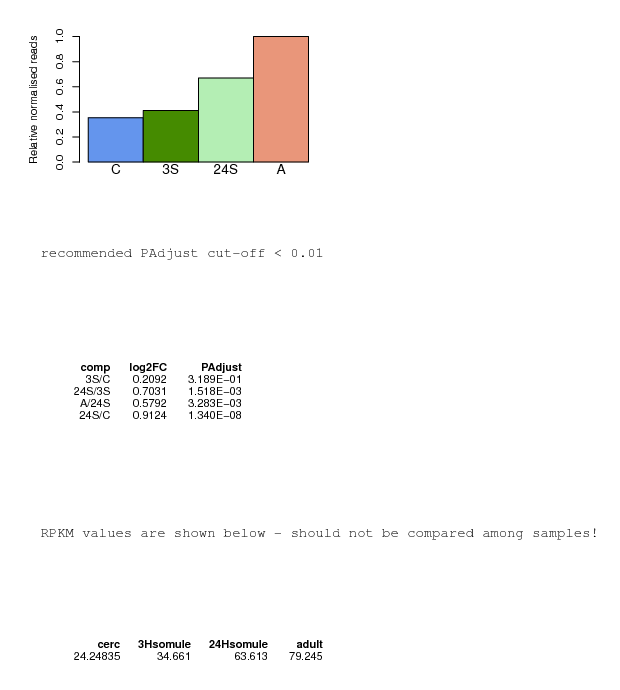 Relative normalised reads
1.0
0.8
0.6
0.4
0.2
0.0
C 3S 24S A
recommended PAdjust cut-off < 0.01
comp log2FC PAdjust
3S/C 0.2092 3.189E−01
24S/3S 0.7031 1.518E−03
A/24S 0.5792 3.283E−03
24S/C 0.9124 1.340E−08
RPKM values are shown below - should not be compared among samples!
cerc 3Hsomule 24Hsomule adult
24.24835 34.661 63.613 79.245